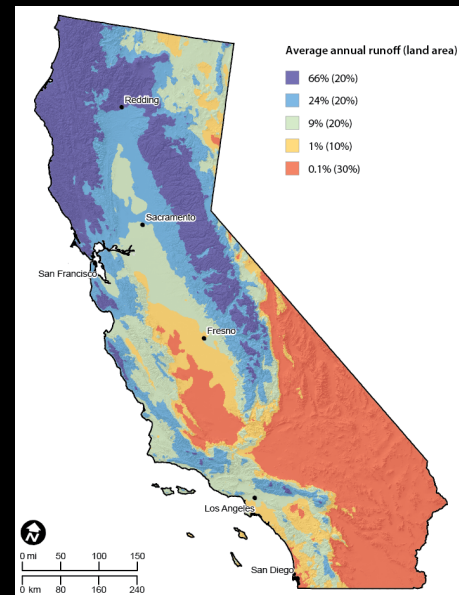 Average annual runoff (land area)
66% (20%)
24% (20%)
9% (20%)
1% (10%)
0.1% (30%)
Redding
Sacramento
San Francisco
Fresno
Los Angeles
San Diego
N
0 mi 50 100 150
0 km 80 160 240